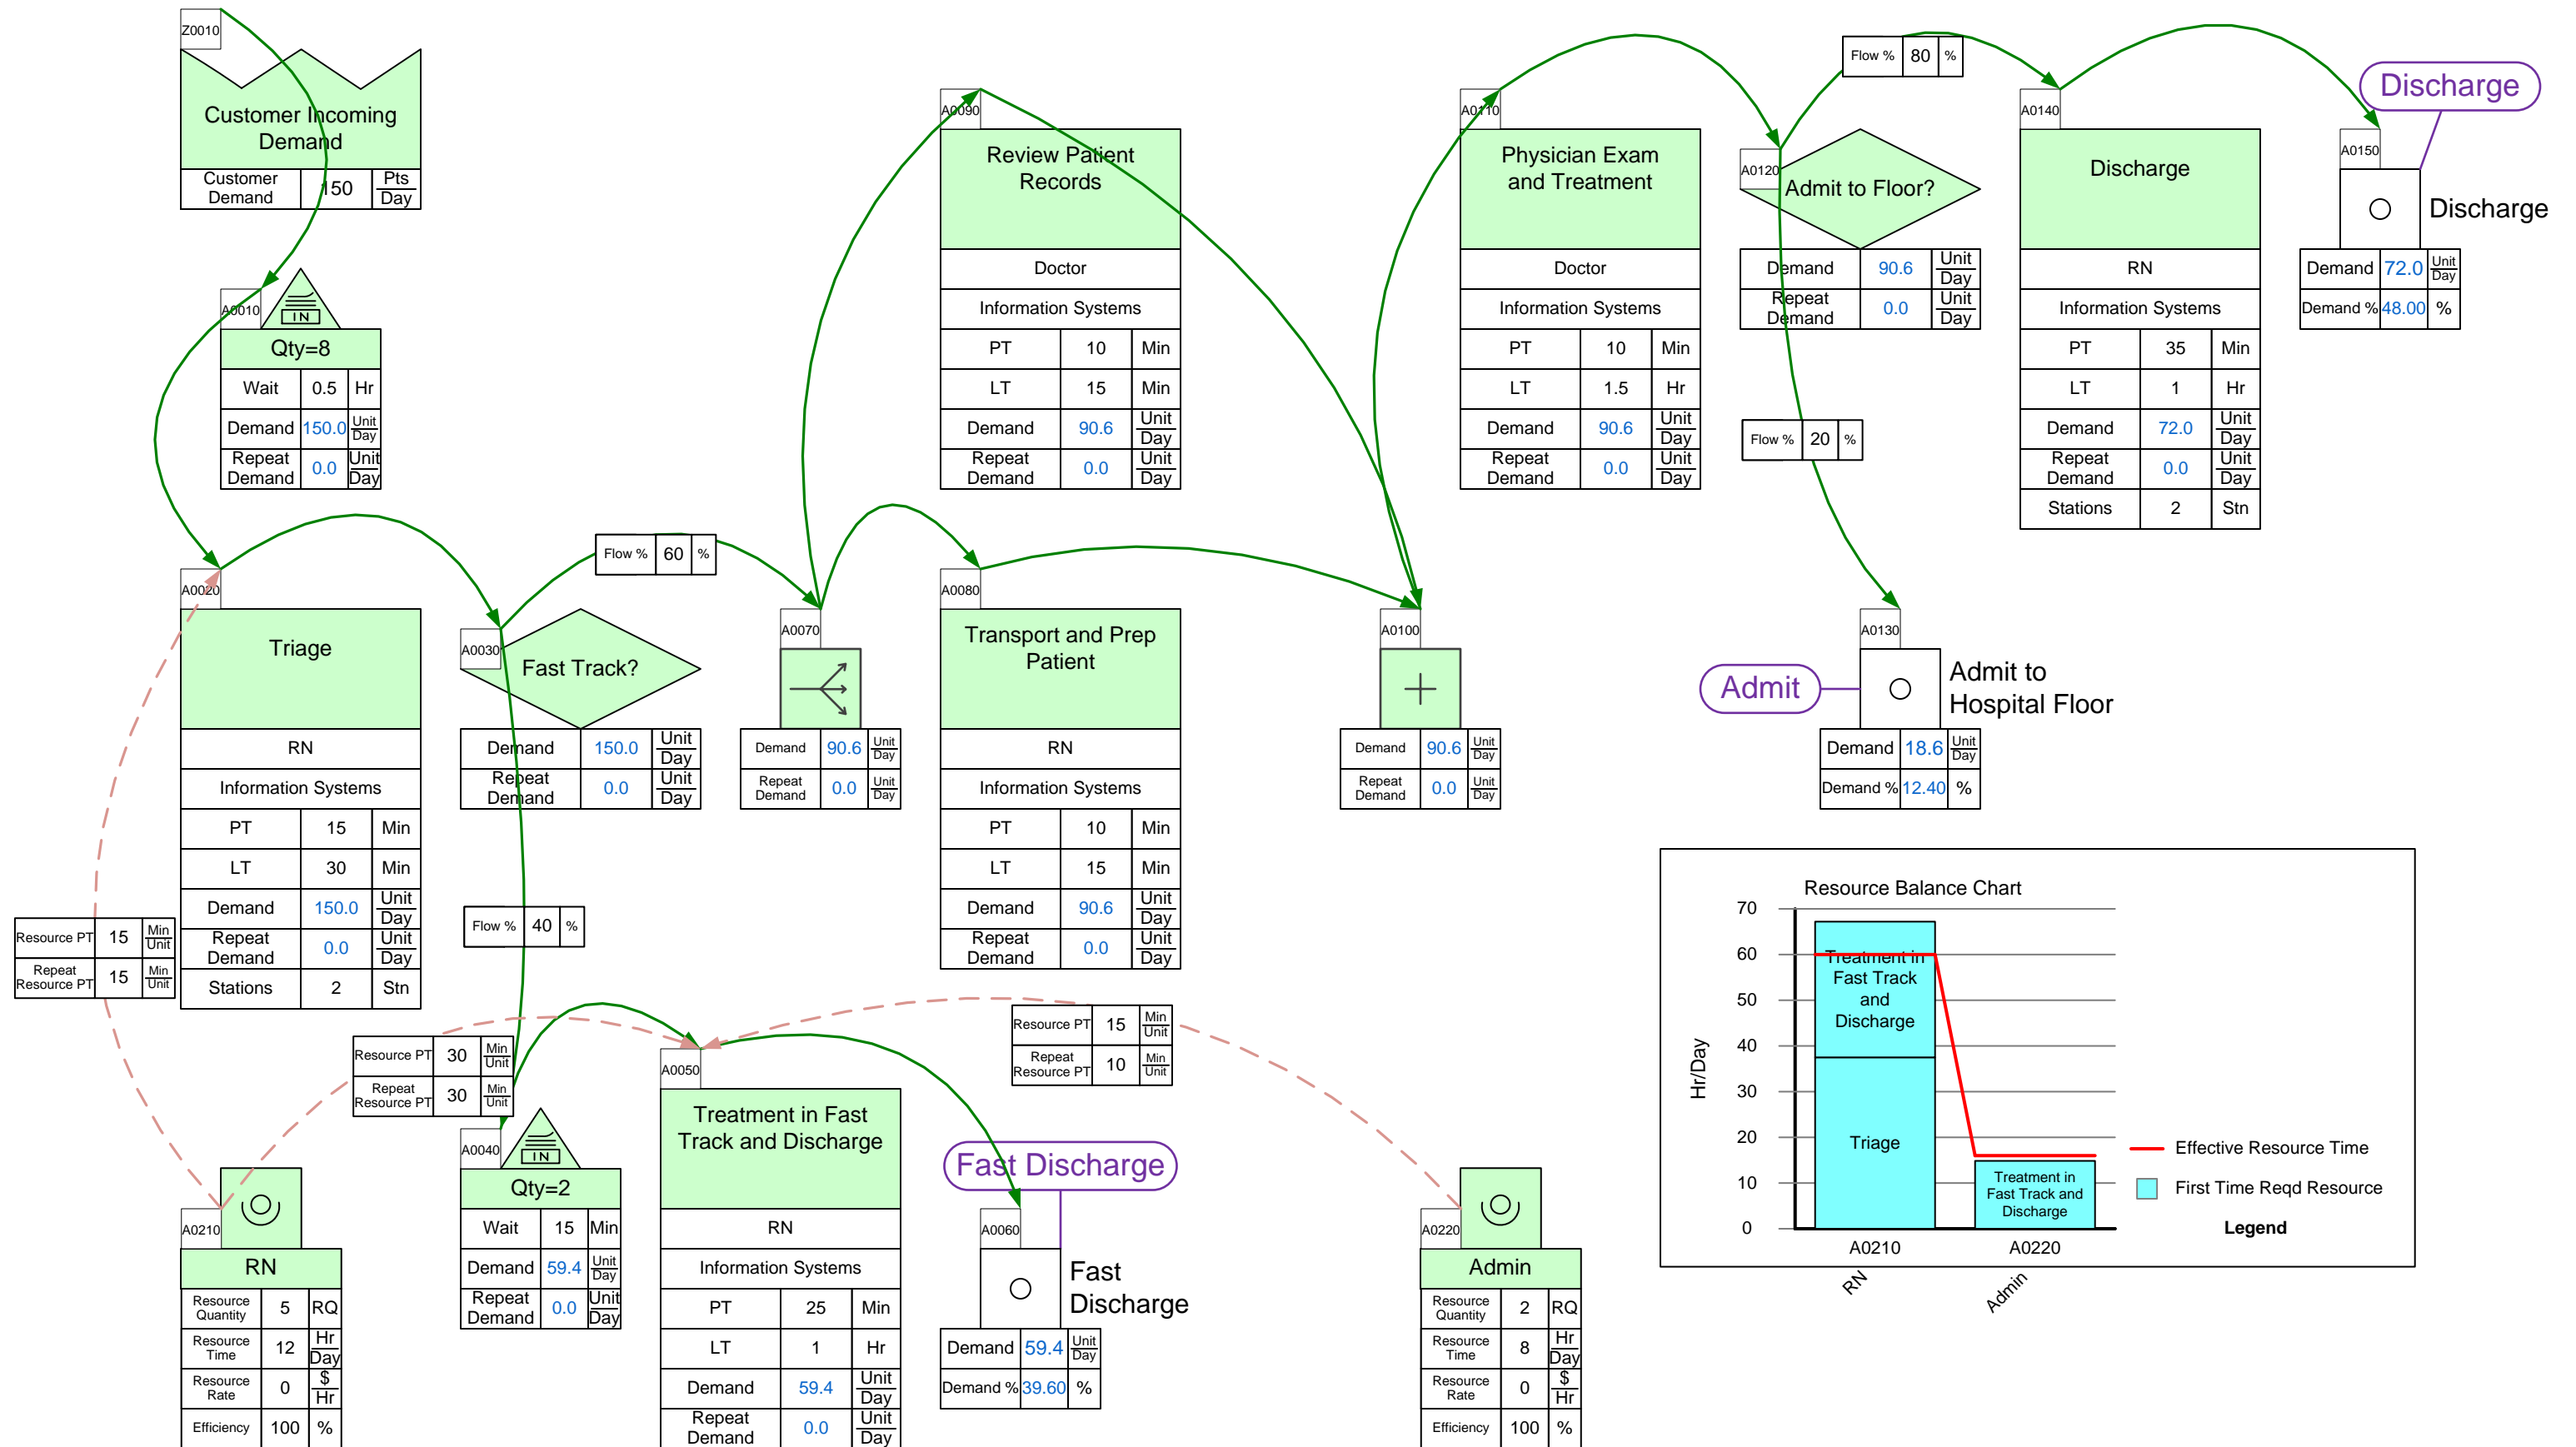 Z0010
Customer Incoming
Demand
Customer
Demand
150
Pts
Day
A0010
IN
Qty=8
Wait 0.5 Hr
Demand 150.0 Unit
Day
Repeat
Demand
0.0
Unit
Day
A0020
Triage
RN
Information Systems
PT 15 Min
LT 30 Min
Demand 150.0 Unit
Day
Repeat
Demand
0.0
Unit
Day
Stations 2 Stn
Resource PT 15 Min
Unit
Repeat
Resource PT
15
Min
Unit
A0030
Fast Track?
Demand 150.0 Unit
Day
Repeat
Demand
0.0
Unit
Day
Flow % 60 %
Flow % 40 %
A0070
Demand 90.6 Unit
Day
Repeat
Demand
0.0
Unit
Day
A0090
Review Patient
Records
Doctor
Information Systems
PT 10 Min
LT 15 Min
Demand 90.6 Unit
Day
Repeat
Demand
0.0
Unit
Day
A0080
Transport and Prep
Patient
RN
Information Systems
PT 10 Min
LT 15 Min
Demand 90.6 Unit
Day
Repeat
Demand
0.0
Unit
Day
A0100
Demand 90.6 Unit
Day
Repeat
Demand
0.0
Unit
Day
A0110
Physician Exam
and Treatment
Doctor
Information Systems
PT 10 Min
LT 1.5 Hr
Demand 90.6 Unit
Day
Repeat
Demand
0.0
Unit
Day
A0120
Admit to Floor?
Demand 90.6 Unit
Day
Repeat
Demand
0.0
Unit
Day
Flow % 80 %
Flow % 20 %
A0140
Discharge
RN
Information Systems
PT 35 Min
LT 1 Hr
Demand 72.0 Unit
Day
Repeat
Demand
0.0
Unit
Day
Stations 2 Stn
Discharge
A0150
Discharge
Demand 72.0 Unit
Day
Demand % 48.00 %
A0130
Admit
Admit to
Hospital Floor
Demand 18.6 Unit
Day
Demand % 12.40 %
Resource PT 30 Min
Unit
Repeat
Resource PT
30
Min
Unit
Resource PT 15 Min
Unit
Repeat
Resource PT
10
Min
Unit
A0210
RN
Resource
Quantity
5
RQ
Resource
Time
12
Hr
Day
Resource
Rate
0
$
Hr
Efficiency 100 %
A0040
IN
Qty=2
Wait 15 Min
Demand 59.4 Unit
Day
Repeat
Demand
0.0
Unit
Day
A0050
Treatment in Fast
Track and Discharge
RN
Information Systems
PT 25 Min
LT 1 Hr
Demand 59.4 Unit
Day
Repeat
Demand
0.0
Unit
Day
Fast Discharge
A0060
Fast
Discharge
Demand 59.4 Unit
Day
Demand % 39.60 %
A0220
Admin
Resource
Quantity
2
RQ
Resource
Time
8
Hr
Day
Resource
Rate
0
$
Hr
Efficiency 100 %
Resource Balance Chart
Hr/Day
70
60
50
40
30
20
10
0
Treatment in
Fast Track
and
Discharge
Triage
Treatment in
Fast Track and
Discharge
A0210
A0220
RN
Admin
Effective Resource Time
First Time Reqd Resource
Legend